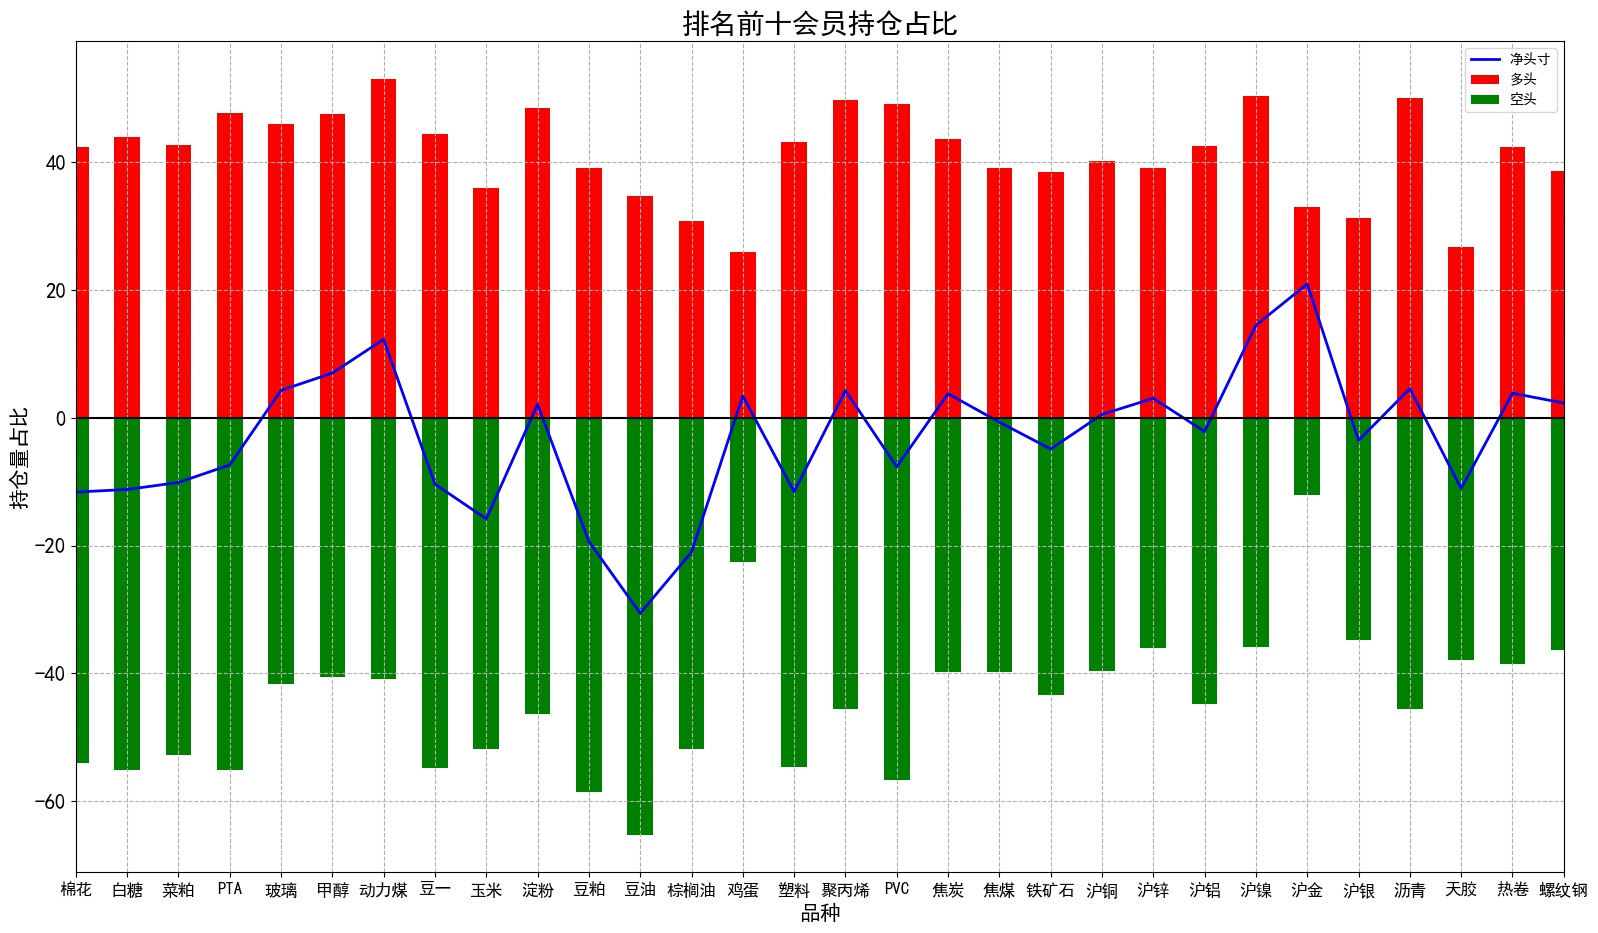 排名前十会员持仓占比
净头寸
多头
空头
持仓量占比
40
20
0
−20
−40
−60
棉花 白糖 菜粕 PTA 玻璃 甲醇 动力煤 豆一 玉米 淀粉 豆粕 豆油 棕榈油 鸡蛋 塑料 聚丙烯 PVC 焦炭 焦煤 铁矿石 沪铜 沪锌 沪铝 沪镍 沪金 沪银 沥青 天胶 热卷 螺纹钢
品种